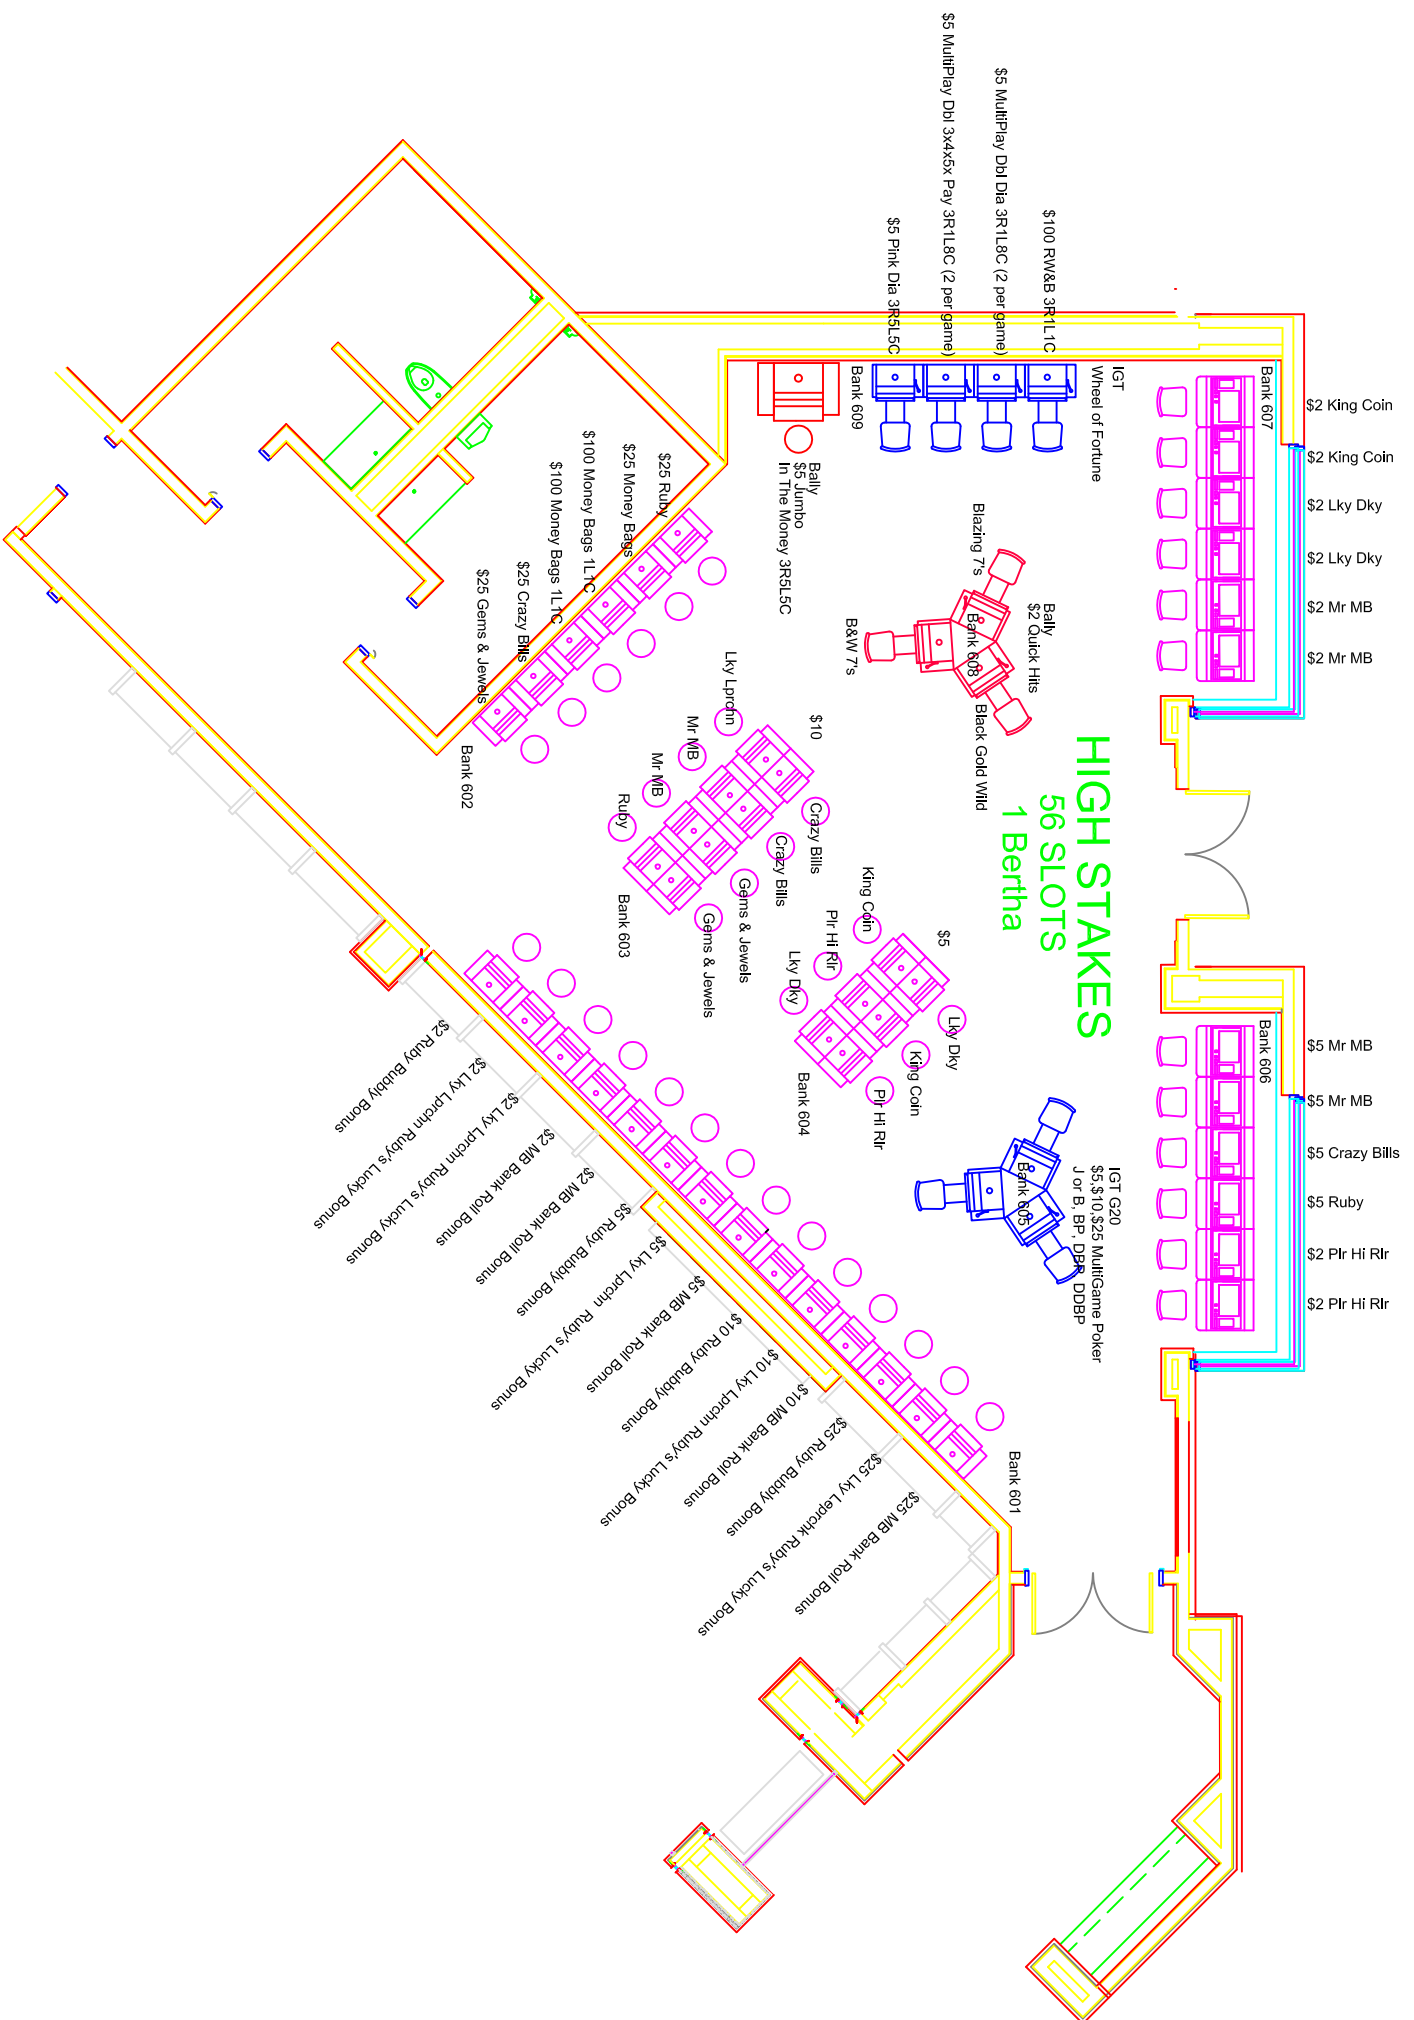 HIGH STAKES
56 SLOTS
1 Bertha
$2 King Coin
$2 King Coin
$2 Lky Dky
$2 Lky Dky
$2 Mr MB
$2 Mr MB
Bank 607
$5 Mr MB
$5 Mr MB
$5 Crazy Bills
$5 Ruby
$2 Plr Hi Rlr
$2 Plr Hi Rlr
Bank 606
IGT
Wheel of Fortune
$100 RW&B 3R1L1C
$5 MultiPlay Dbl Dia 3R1L8C (2 per game)
$5 MultiPlay Dbl 3x4x5x Pay 3R1L8C (2 per game)
$5 Pink Dia 3R5L5C
Bank 609
Bally
$5 Jumbo
In The Money 3R5L5C
Bally
$2 Quick Hits
Blazing 7's
Bank 608
Black Gold Wild
B&W 7's
IGT G20
$5,$10,$25 MultiGame Poker
J or B, BP, DBP, DDBP
Bank 605
$25 Ruby
$25 Money Bags
$100 Money Bags 1L1C
$100 Money Bags 1L1C
$25 Crazy Bills
$25 Gems & Jewels
Bank 602
$10
Lky Lprchn
Mr MB
Mr MB
Ruby
Crazy Bills
Crazy Bills
Gems & Jewels
Gems & Jewels
Bank 603
$5
King Coin
Plr Hi Rlr
Lky Dky
Lky Dky
King Coin
Plr Hi Rlr
Bank 604
Bank 601
$2 Ruby Bubbly Bonus
$2 Lky Lprchn Ruby's Lucky Bonus
$2 Lky Lprchn Ruby's Lucky Bonus
$2 MB Bank Roll Bonus
$2 MB Bank Roll Bonus
$5 Ruby Bubbly Bonus
$5 Lky Lprchn Ruby's Lucky Bonus
$5 MB Bank Roll Bonus
$10 Ruby Bubbly Bonus
$10 Lky Lprchn Ruby's Lucky Bonus
$10 MB Bank Roll Bonus
$25 Ruby Bubbly Bonus
$25 Lky Leprchk Ruby's Lucky Bonus
$25 MB Bank Roll Bonus